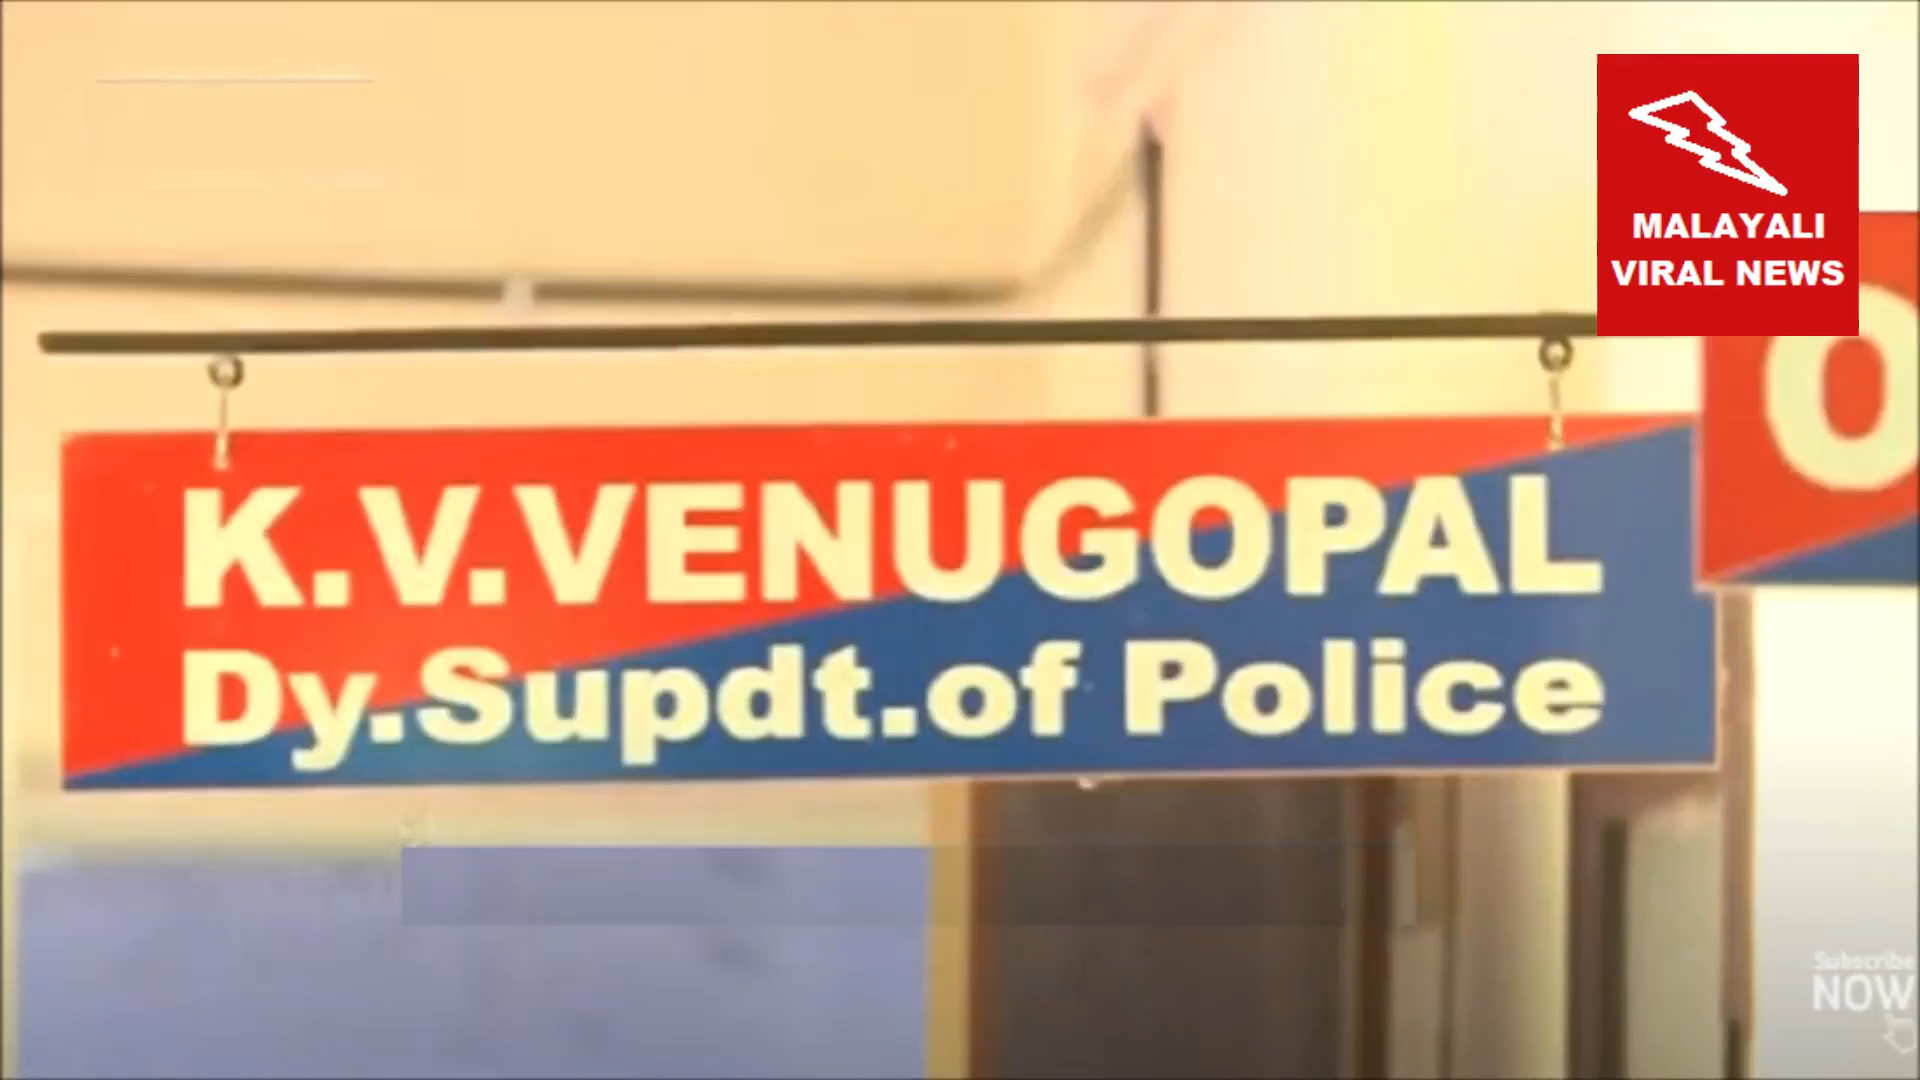 MALAYALI
VIRAL NEWS
O
K.V.VENUGOPAL
Dy.Supdt.of Police
Subscribe
NOW